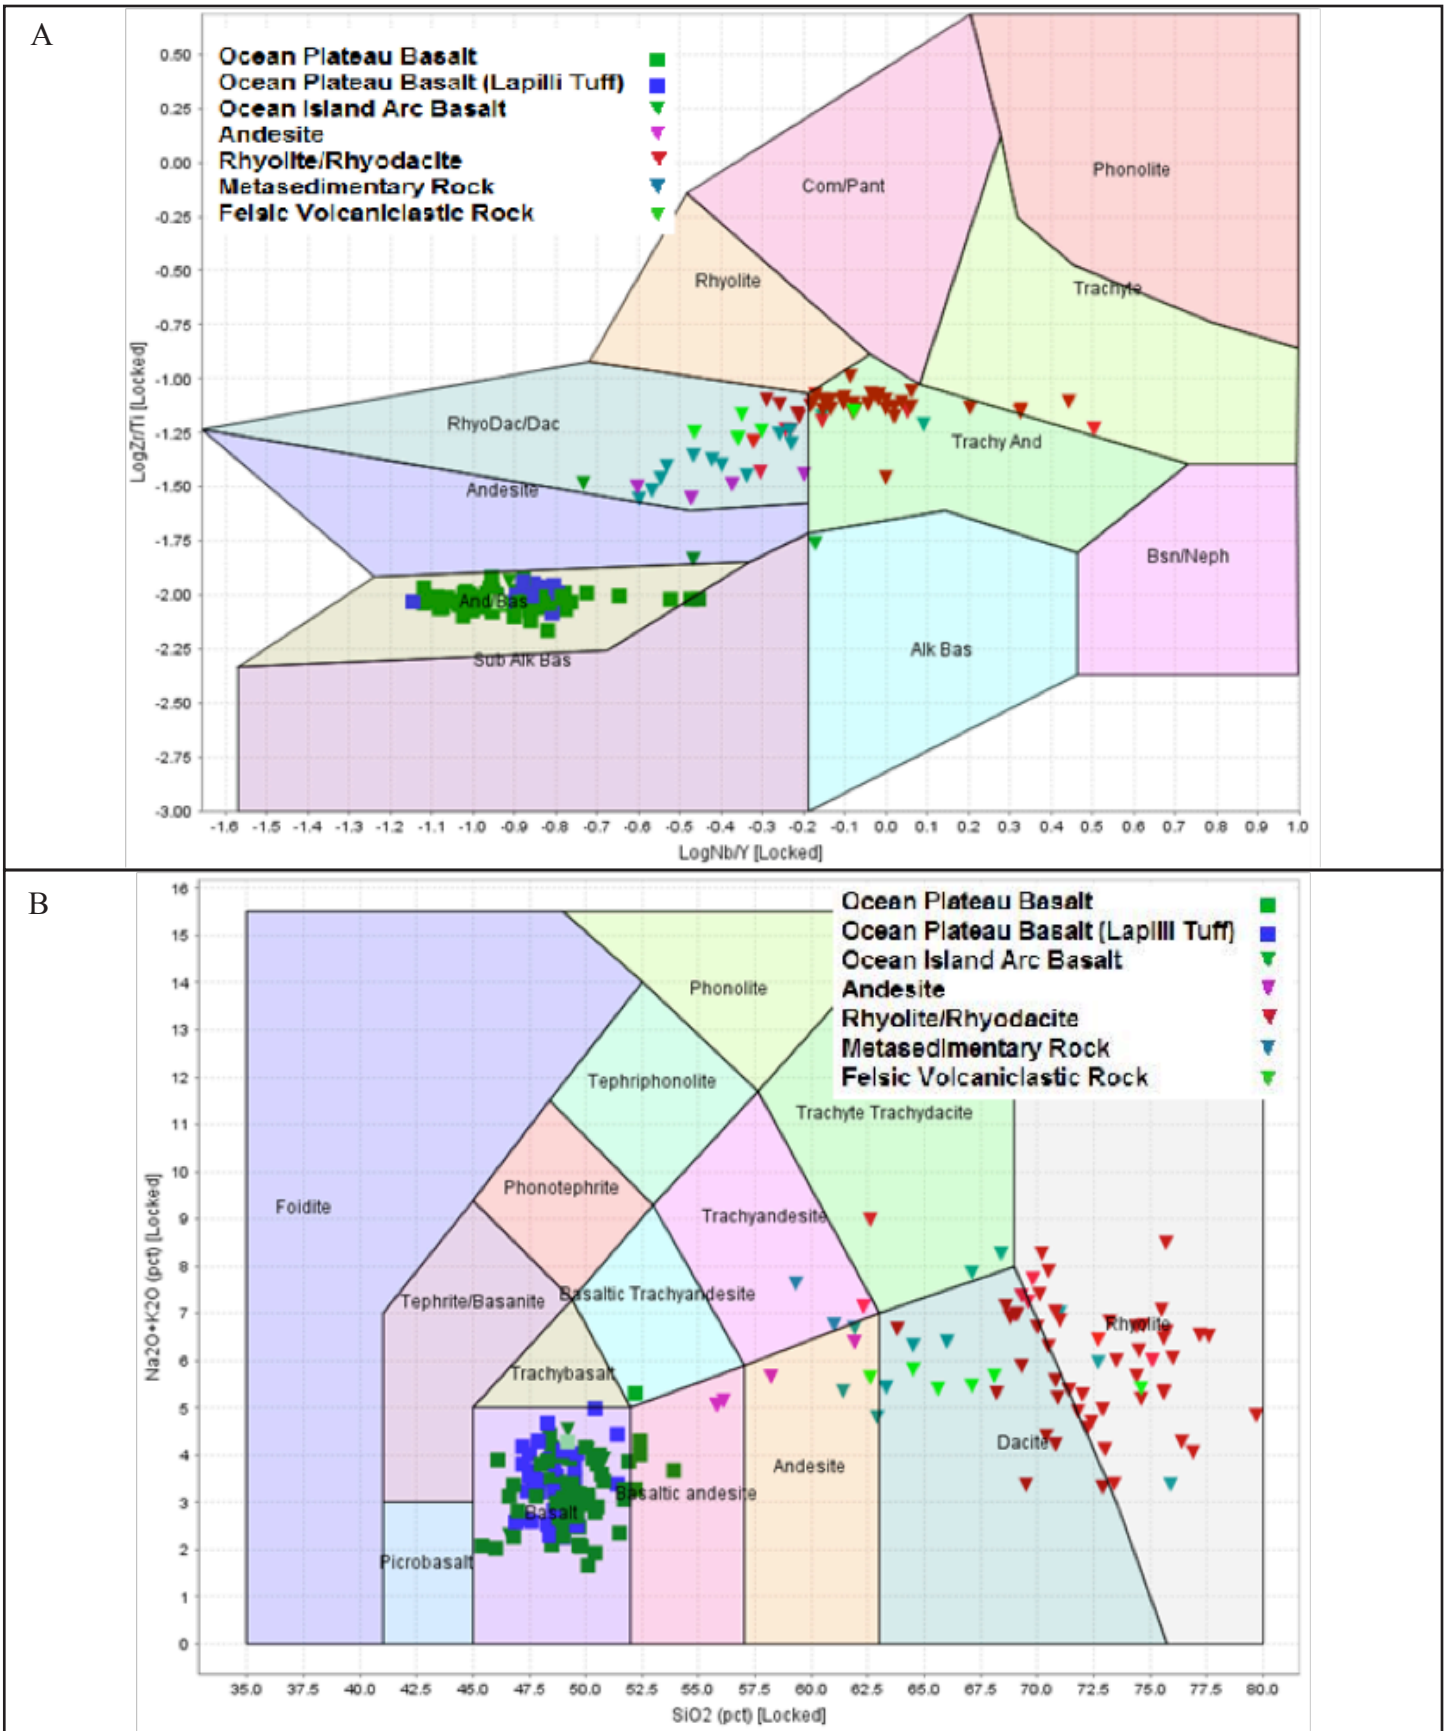 A
Ocean Plateau Basalt
Ocean Plateau Basalt (Lapilli Tuff)
Ocean Island Arc Basalt
Andesite
Rhyolite/Rhyodacite
Metasedimentary Rock
Felsic Volcaniclastic Rock
0.50
0.25
0.00
-0.25
-0.50
-0.75
-1.00
-1.25
-1.50
-1.75
-2.00
-2.25
-2.50
-2.75
-3.00
LogZr/Ti [Locked]
Phonolite
Com/Pant
Rhyolite
Trachyte
RhyoDac/Dac
Trachy And
Andesite
Bsn/Neph
And/Bas
Alk Bas
Sub Alk Bas
-1.6 -1.5 -1.4 -1.3 -1.2 -1.1 -1.0 -0.9 -0.8 -0.7 -0.6 -0.5 -0.4 -0.3 -0.2 -0.1 0.0 0.1 0.2 0.3 0.4 0.5 0.6 0.7 0.8 0.9 1.0
LogNb/Y [Locked]
B
Ocean Plateau Basalt
Ocean Plateau Basalt (Lapilli Tuff)
Ocean Island Arc Basalt
Andesite
Rhyolite/Rhyodacite
Metasedimentary Rock
Felsic Volcaniclastic Rock
16
15
14
13
12
11
10
9
8
7
6
5
4
3
2
1
0
Na2O+K2O (pct) [Locked]
Phonolite
Tephriphonolite
Trachyte Trachydacite
Phonotephrite
Foidite
Trachyandesite
Basaltic Trachyandesite
Tephrite/Basanite
Rhyolite
Trachybasalt
Dacite
Andesite
Basaltic andesite
Basalt
Picrobasalt
35.0 37.5 40.0 42.5 45.0 47.5 50.0 52.5 55.0 57.5 60.0 62.5 65.0 67.5 70.0 72.5 75.0 77.5 80.0
SiO2 (pct) [Locked]